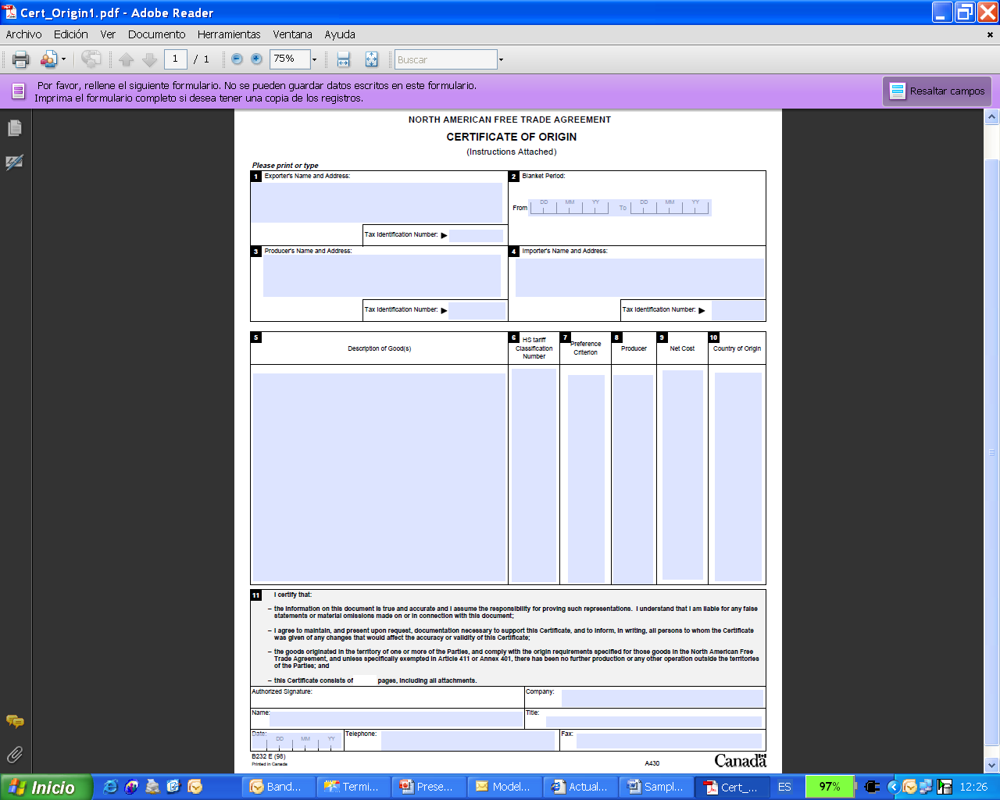 Cert_Origin1.pdf - Adobe Reader
Archivo Edición Ver Documento Herramientas Ventana Ayuda
1 / 1 75% Buscar
Por favor, rellene el siguiente formulario. No se pueden guardar datos escritos en este formulario.
Imprima el formulario completo si desea tener una copia de los registros.
Resaltar campos
NORTH AMERICAN FREE TRADE AGREEMENT
CERTIFICATE OF ORIGIN
(Instructions Attached)
Please print or type
1 Exporter's Name and Address:
Tax Identification Number:
2 Blanket Period:
From DD MM YY To DD MM YY
3 Producer's Name and Address:
Tax Identification Number:
4 Importer's Name and Address:
Tax Identification Number:
5 Description of Good(s)
6 HS tariff
Classification
Number
7 Preference
Criterion
8 Producer
9 Net Cost
10 Country of Origin
11 I certify that:
– the information on this document is true and accurate and I assume the responsibility for proving such representations. I understand that I am liable for any false
statements or material omissions made on or in connection with this document;
– I agree to maintain, and present upon request, documentation necessary to support this Certificate, and to inform, in writing, all persons to whom the Certificate
was given of any changes that would affect the accuracy or validity of this Certificate;
– the goods originated in the territory of one or more of the Parties, and comply with the origin requirements specified for those goods in the North American Free
Trade Agreement, and unless specifically exempted in Article 411 or Annex 401, there has been no further production or any other operation outside the territories
of the Parties; and
– this Certificate consists of pages, including all attachments.
Authorized Signature:
Company:
Name:
Title:
Date: DD MM YY
Telephone:
Fax:
B232 E (98)
Printed in Canada
A430
Canada
Inicio
Band...
Termi...
Prese...
Model...
Actual...
Sampl...
Cert_...
ES
97%
12:26